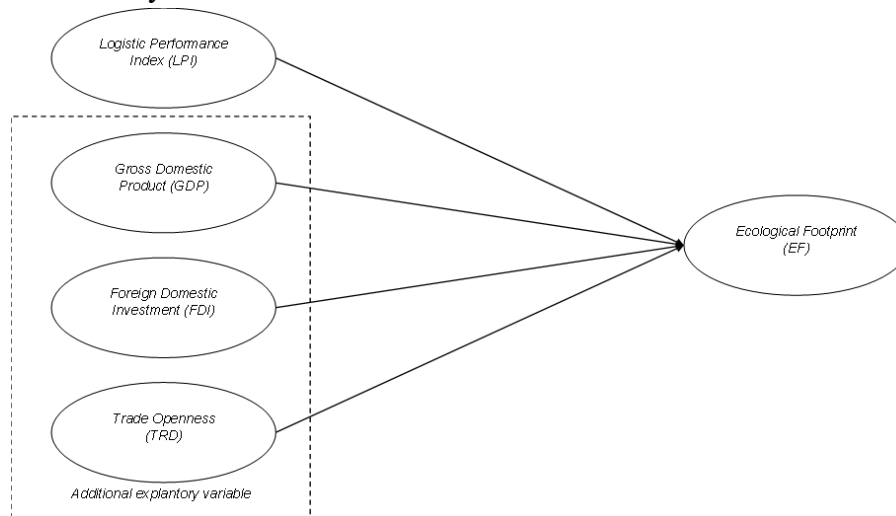 Logistic Performance
Index (LPI)
Gross Domestic
Product (GDP)
Foreign Domestic
Investment (FDI)
Trade Openness
(TRD)
Additional explantory variable
Ecological Footprint
(EF)